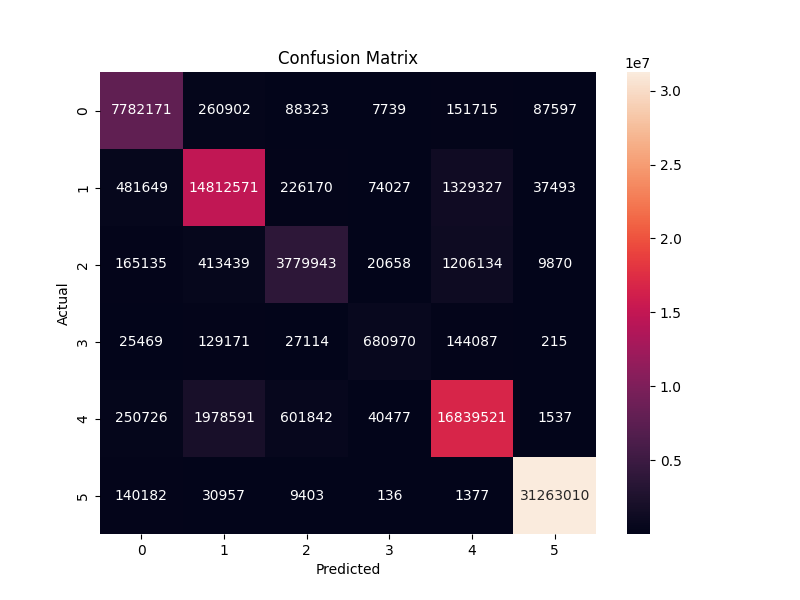 Confusion Matrix
1e7
0 7782171 260902 88323 7739 151715 87597
1 481649 14812571 226170 74027 1329327 37493
2 165135 413439 3779943 20658 1206134 9870
3 25469 129171 27114 680970 144087 215
4 250726 1978591 601842 40477 16839521 1537
5 140182 30957 9403 136 1377 31263010
0 1 2 3 4 5
Actual
Predicted
3.0
2.5
2.0
1.5
1.0
0.5